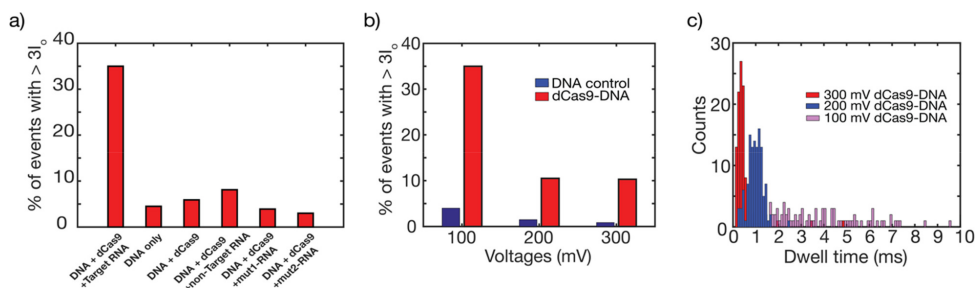 a)
% of events with > 3Iₒ
40
30
20
10
0
DNA + dCas9
+Target RNA
DNA only
DNA + dCas9
DNA + dCas9
+non-Target RNA
DNA + dCas9
+mut1-RNA
DNA + dCas9
+mut2-RNA
b)
% of events with > 3Iₒ
40
30
20
10
0
DNA control
dCas9-DNA
100 200 300
Voltages (mV)
c)
Counts
30
20
10
0
300 mV dCas9-DNA
200 mV dCas9-DNA
100 mV dCas9-DNA
0 1 2 3 4 5 6 7 8 9 10
Dwell time (ms)